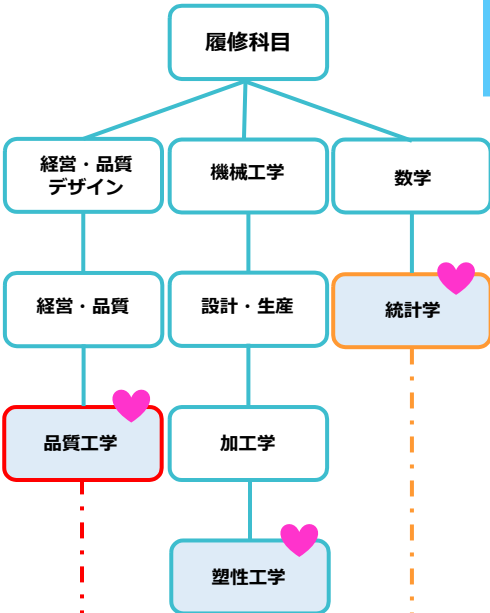 履修科目
経営・品質
デザイン
機械工学
数学
経営・品質
設計・生産
統計学
品質工学
加工学
塑性工学